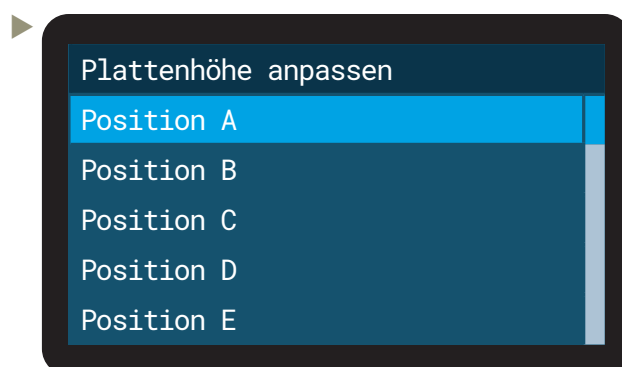 Plattenhöhe anpassen
Position A
Position B
Position C
Position D
Position E